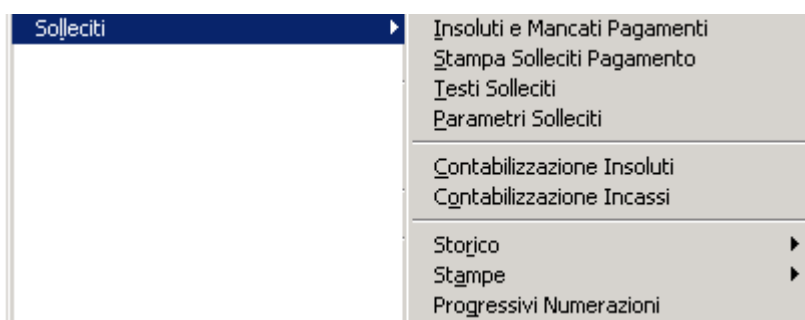 Solleciti
Insoluti e Mancati Pagamenti
Stampa Solleciti Pagamento
Testi Solleciti
Parametri Solleciti
Contabilizzazione Insoluti
Contabilizzazione Incassi
Storico
Stampe
Progressivi Numerazioni